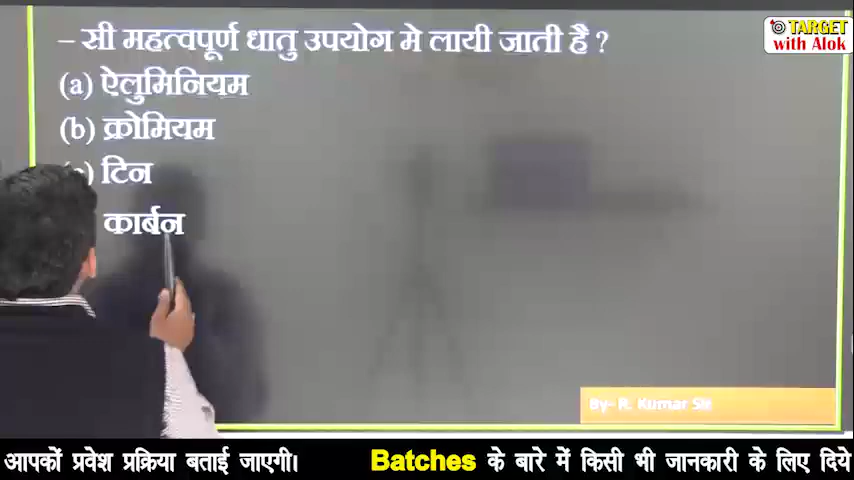 – सी महत्वपूर्ण धातु उपयोग मे लायी जाती है ?
TARGET
with Alok
(a) ऐलुमिनियम
(b) क्रोमियम
टिन
कार्बन
By- R. Kumar Sir
आपकों प्रवेश प्रक्रिया बताई जाएगी। Batches के बारे में किसी भी जानकारी के लिए दिये